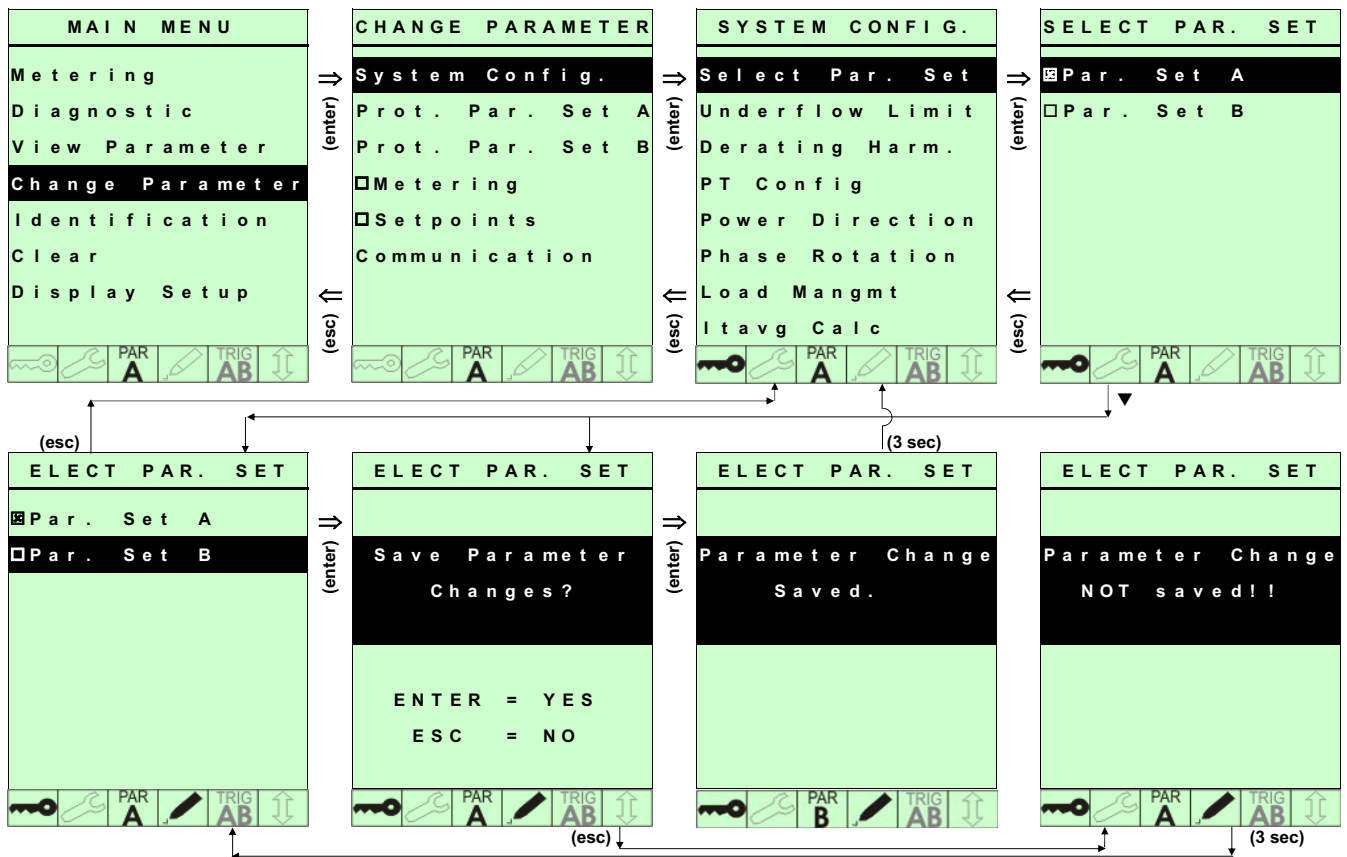 MAIN MENU
Metering
Diagnostic
View Parameter
Change Parameter
Identification
Clear
Display Setup
PAR
A
TRIG
AB
(enter)
(esc)
CHANGE PARAMETER
System Config.
Prot. Par. Set A
Prot. Par. Set B
Metering
Setpoints
Communication
PAR
A
TRIG
AB
(enter)
(esc)
SYSTEM CONFIG.
Select Par. Set
Underflow Limit
Derating Harm.
PT Config
Power Direction
Phase Rotation
Load Mangmt
Itavg Calc
PAR
A
TRIG
AB
(enter)
(esc)
SELECT PAR. SET
Par. Set A
Par. Set B
PAR
A
TRIG
AB
(esc)
ELECT PAR. SET
Par. Set A
Par. Set B
PAR
A
TRIG
AB
(enter)
ELECT PAR. SET
Save Parameter
Changes?
ENTER = YES
ESC = NO
PAR
A
TRIG
AB
(esc)
(enter)
(3 sec)
ELECT PAR. SET
Parameter Change
Saved.
PAR
B
TRIG
AB
ELECT PAR. SET
Parameter Change
NOT saved!!
PAR
A
TRIG
AB
(3 sec)